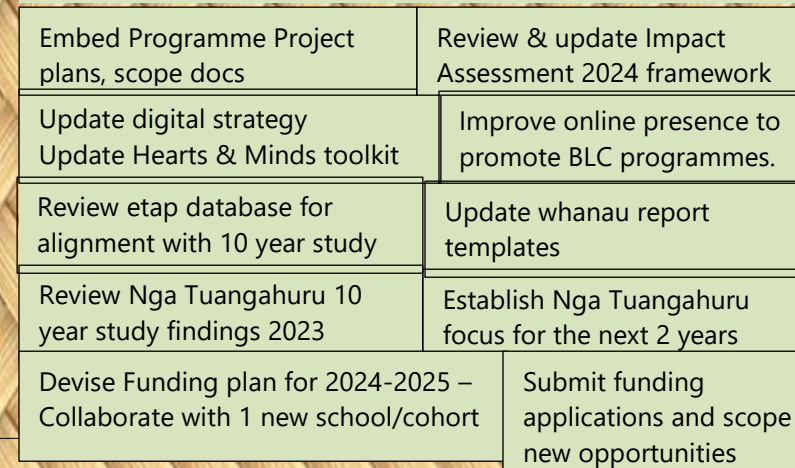 Embed Programme Project
plans, scope docs
Review & update Impact
Assessment 2024 framework
Update digital strategy
Update Hearts & Minds toolkit
Improve online presence to
promote BLC programmes.
Review etap database for
alignment with 10 year study
Update whanau report
templates
Review Nga Tuangahuru 10
year study findings 2023
Establish Nga Tuangahuru
focus for the next 2 years
Devise Funding plan for 2024-2025 –
Collaborate with 1 new school/cohort
Submit funding
applications and scope
new opportunities